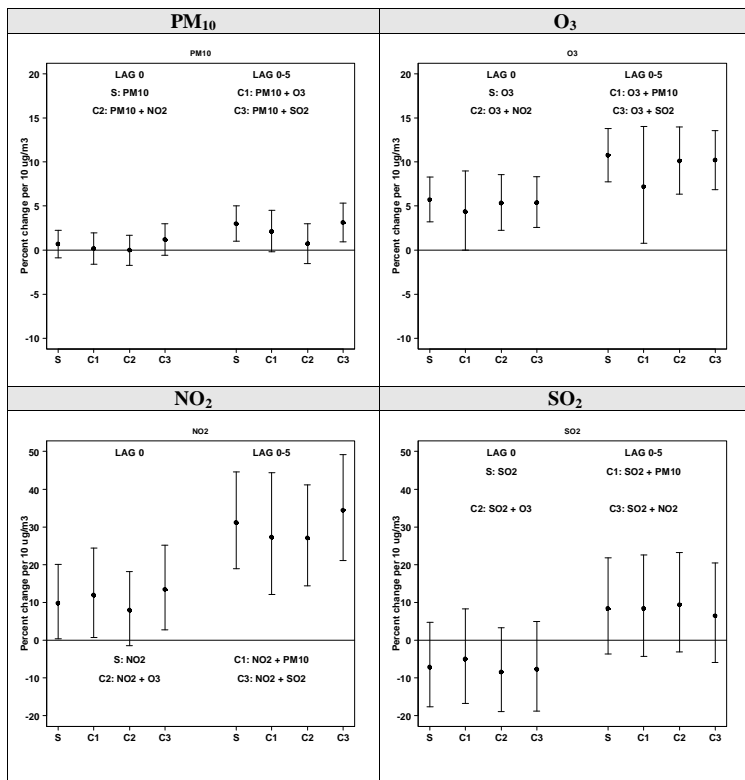 PM10
O3
PM10
Percent change per 10 ug/m3
20
15
10
5
0
-5
-10
LAG 0
LAG 0-5
S: PM10
C1: PM10 + O3
C2: PM10 + NO2
C3: PM10 + SO2
S C1 C2 C3 S C1 C2 C3
O3
Percent change per 10 ug/m3
20
15
10
5
0
-5
-10
LAG 0
LAG 0-5
S: O3
C1: O3 + PM10
C2: O3 + NO2
C3: O3 + SO2
S C1 C2 C3 S C1 C2 C3
NO2
SO2
NO2
Percent change per 10 ug/m3
50
40
30
20
10
0
-10
-20
LAG 0
LAG 0-5
S: NO2
C1: NO2 + PM10
C2: NO2 + O3
C3: NO2 + SO2
S C1 C2 C3 S C1 C2 C3
SO2
Percent change per 10 ug/m3
50
40
30
20
10
0
-10
-20
LAG 0
LAG 0-5
S: SO2
C1: SO2 + PM10
C2: SO2 + O3
C3: SO2 + NO2
S C1 C2 C3 S C1 C2 C3